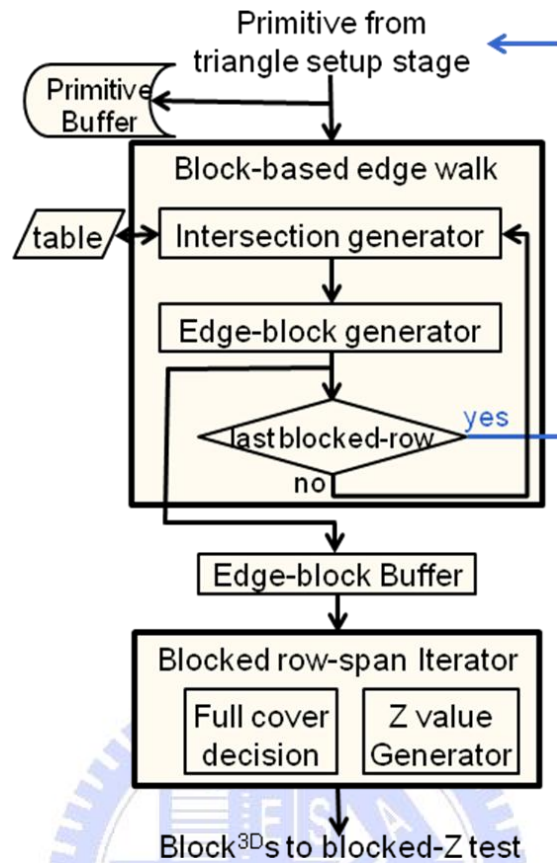 Primitive from
triangle setup stage
Primitive
Buffer
Block-based edge walk
table
Intersection generator
Edge-block generator
last blocked-row
yes
no
Edge-block Buffer
Blocked row-span Iterator
Full cover
decision
Z value
Generator
E S A
Block³ᴰs to blocked-Z test